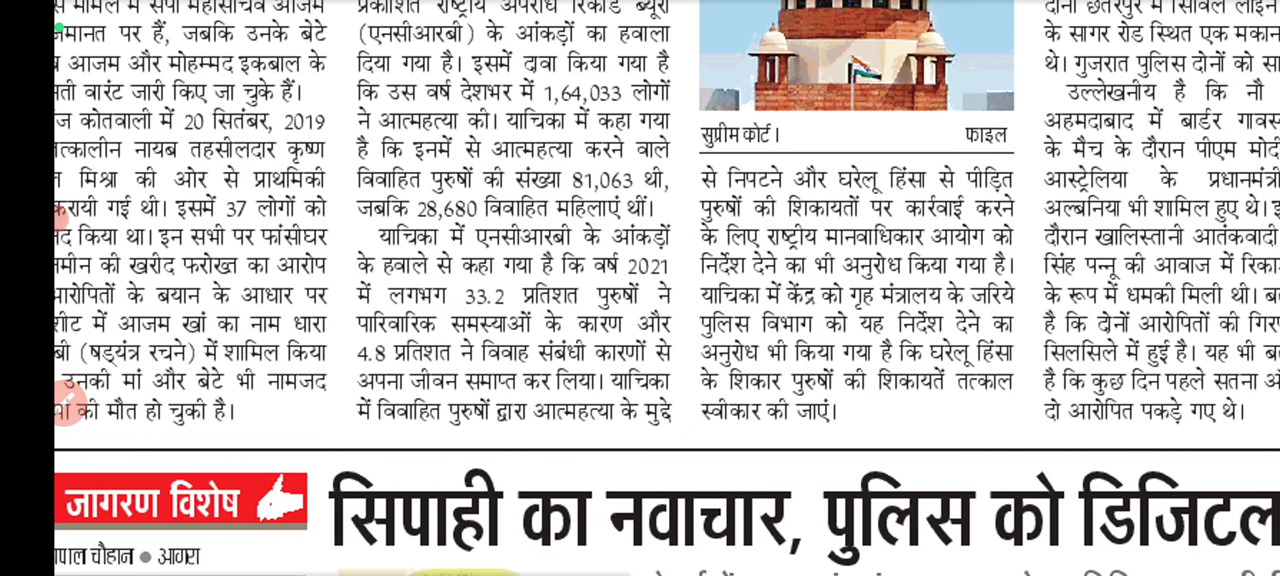 जमानत पर हैं, जबकि उनके बेटे
आजम और मोहम्मद इकबाल के
वारंट जारी किए जा चुके हैं।
कोतवाली में 20 सितंबर, 2019
तत्कालीन नायब तहसीलदार कृष्ण
मिश्रा की ओर से प्राथमिकी
करायी गई थी। इसमें 37 लोगों को
किया था। इन सभी पर फांसीघर
जमीन की खरीद फरोख्त का आरोप
आरोपितों के बयान के आधार पर
में आजम खां का नाम धारा
बी (षड्यंत्र रचने) में शामिल किया
उनकी मां और बेटे भी नामजद
की मौत हो चुकी है।
प्रकाशित राष्ट्रीय अपराध रिकार्ड ब्यूरो
(एनसीआरबी) के आंकड़ों का हवाला
दिया गया है। इसमें दावा किया गया है
कि उस वर्ष देशभर में 1,64,033 लोगों
ने आत्महत्या की। याचिका में कहा गया
है कि इनमें से आत्महत्या करने वाले
विवाहित पुरुषों की संख्या 81,063 थी,
जबकि 28,680 विवाहित महिलाएं थीं।
याचिका में एनसीआरबी के आंकड़ों
के हवाले से कहा गया है कि वर्ष 2021
में लगभग 33.2 प्रतिशत पुरुषों ने
पारिवारिक समस्याओं के कारण और
4.8 प्रतिशत ने विवाह संबंधी कारणों से
अपना जीवन समाप्त कर लिया। याचिका
में विवाहित पुरुषों द्वारा आत्महत्या के मुद्दे
सुप्रीम कोर्ट। फाइल
से निपटने और घरेलू हिंसा से पीड़ित
पुरुषों की शिकायतों पर कार्रवाई करने
के लिए राष्ट्रीय मानवाधिकार आयोग को
निर्देश देने का भी अनुरोध किया गया है।
याचिका में केंद्र को गृह मंत्रालय के जरिये
पुलिस विभाग को यह निर्देश देने का
अनुरोध भी किया गया है कि घरेलू हिंसा
के शिकार पुरुषों की शिकायतें तत्काल
स्वीकार की जाएं।
दोनों छतरपुर में सिविल लाइन
के सागर रोड स्थित एक मकान
थे। गुजरात पुलिस दोनों को
उल्लेखनीय है कि नौ
अहमदाबाद में बार्डर
के मैच के दौरान पीएम मोदी
आस्ट्रेलिया के प्रधानमंत्री
अल्बनिया भी शामिल हुए थे।
दौरान खालिस्तानी आतंकवादी
सिंह पन्नू की आवाज में
के रूप में धमकी मिली थी।
है कि दोनों आरोपितों की
सिलसिले में हुई है। यह भी
है कि कुछ दिन पहले सतना
दो आरोपित पकड़े गए थे।
जागरण विशेष
सिपाही का नवाचार, पुलिस को डिजिटल
चौहान ● आगरा